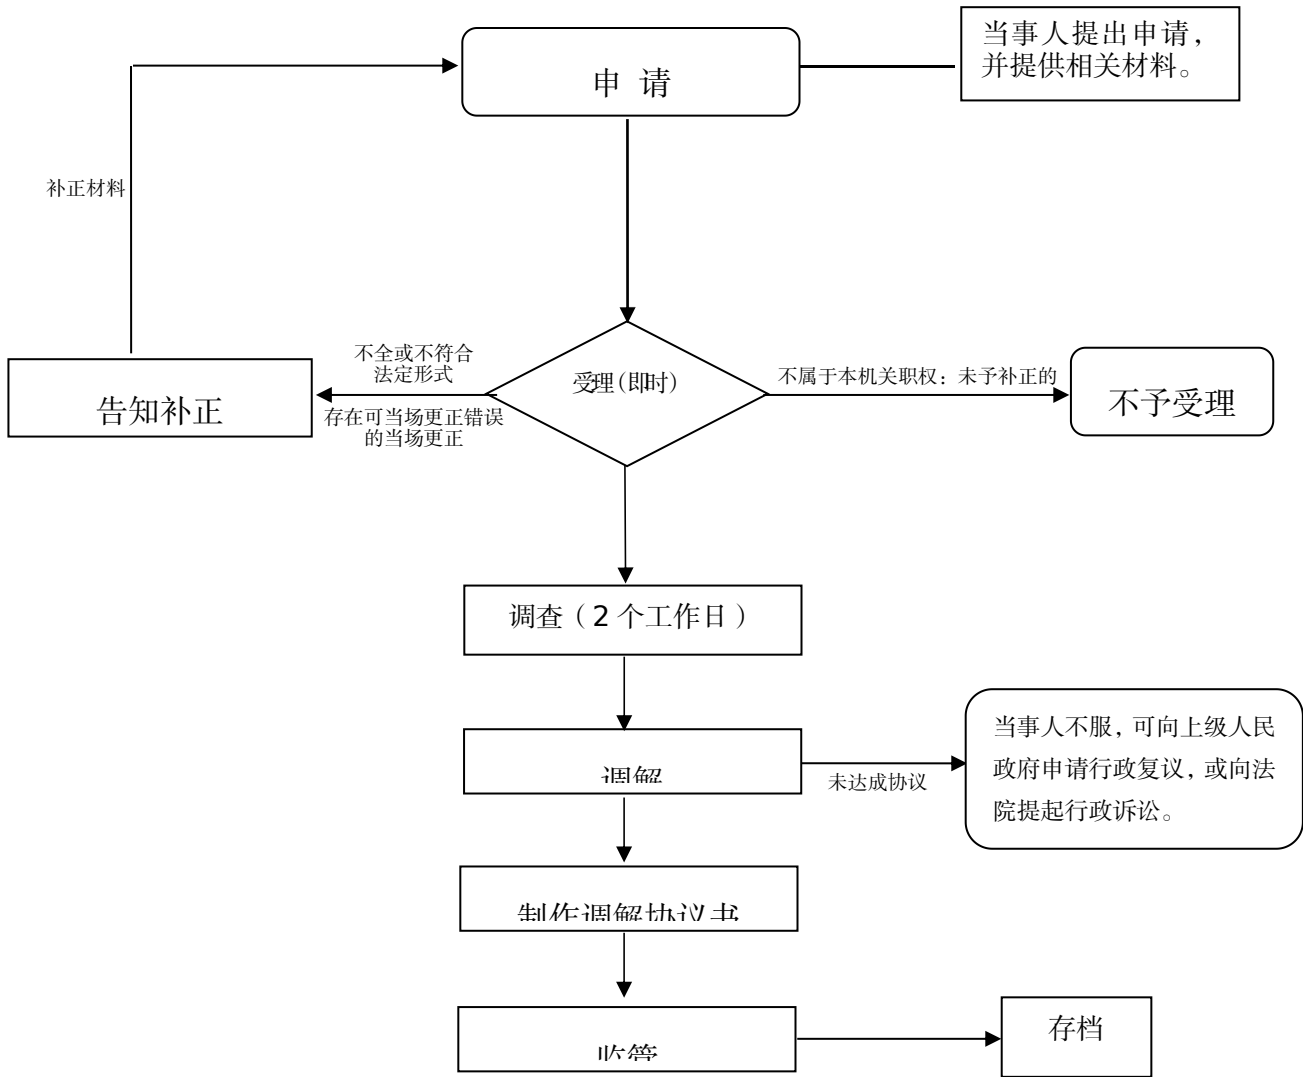 当事人提出申请，
并提供相关材料。
申 请
补正材料
不全或不符合
法定形式
受理(即时)
不属于本机关职权：未予补正的
告知补正
存在可当场更正错误
的当场更正
不予受理
调查（2个工作日）
调解
未达成协议
当事人不服，可向上级人民
政府申请行政复议，或向法
院提起行政诉讼。
制作调解协议书
监管
存档